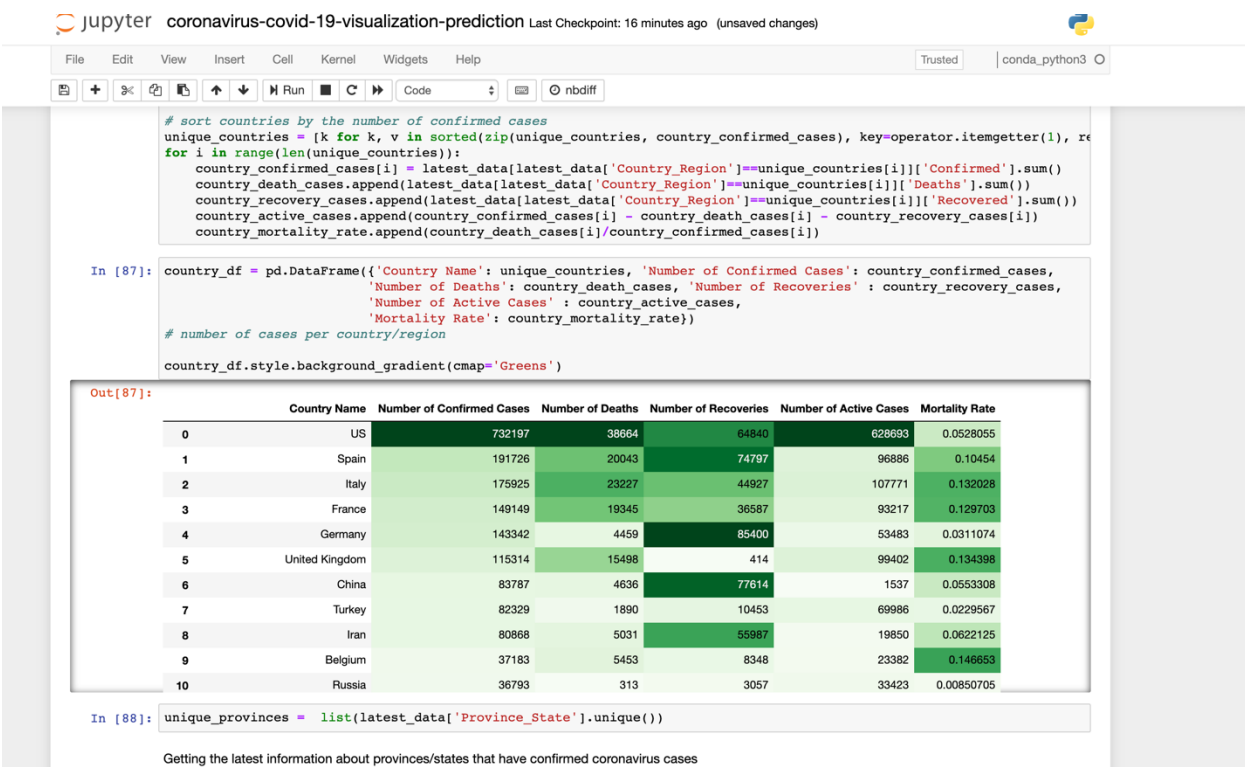 jupyter coronavirus-covid-19-visualization-prediction Last Checkpoint: 16 minutes ago (unsaved changes)
File Edit View Insert Cell Kernel Widgets Help Trusted conda_python3
Run Code nbdiff
# sort countries by the number of confirmed cases
unique_countries = [k for k, v in sorted(zip(unique_countries, country_confirmed_cases), key=operator.itemgetter(1), re
for i in range(len(unique_countries)):
    country_confirmed_cases[i] = latest_data[latest_data['Country_Region']==unique_countries[i]]['Confirmed'].sum()
    country_death_cases.append(latest_data[latest_data['Country_Region']==unique_countries[i]]['Deaths'].sum())
    country_recovery_cases.append(latest_data[latest_data['Country_Region']==unique_countries[i]]['Recovered'].sum())
    country_active_cases.append(country_confirmed_cases[i] - country_death_cases[i] - country_recovery_cases[i])
    country_mortality_rate.append(country_death_cases[i]/country_confirmed_cases[i])
In [87]: country_df = pd.DataFrame({'Country Name': unique_countries, 'Number of Confirmed Cases': country_confirmed_cases,
'Number of Deaths': country_death_cases, 'Number of Recoveries' : country_recovery_cases,
'Number of Active Cases' : country_active_cases,
'Mortality Rate': country_mortality_rate})
# number of cases per country/region
country_df.style.background_gradient(cmap='Greens')
Out[87]:
Country Name Number of Confirmed Cases Number of Deaths Number of Recoveries Number of Active Cases Mortality Rate
0 US 732197 38664 64840 628693 0.0528055
1 Spain 191726 20043 74797 96886 0.10454
2 Italy 175925 23227 44927 107771 0.132028
3 France 149149 19345 36587 93217 0.129703
4 Germany 143342 4459 85400 53483 0.0311074
5 United Kingdom 115314 15498 414 99402 0.134398
6 China 83787 4636 77614 1537 0.0553308
7 Turkey 82329 1890 10453 69986 0.0229567
8 Iran 80868 5031 55987 19850 0.0622125
9 Belgium 37183 5453 8348 23382 0.146653
10 Russia 36793 313 3057 33423 0.00850705
In [88]: unique_provinces = list(latest_data['Province_State'].unique())
Getting the latest information about provinces/states that have confirmed coronavirus cases